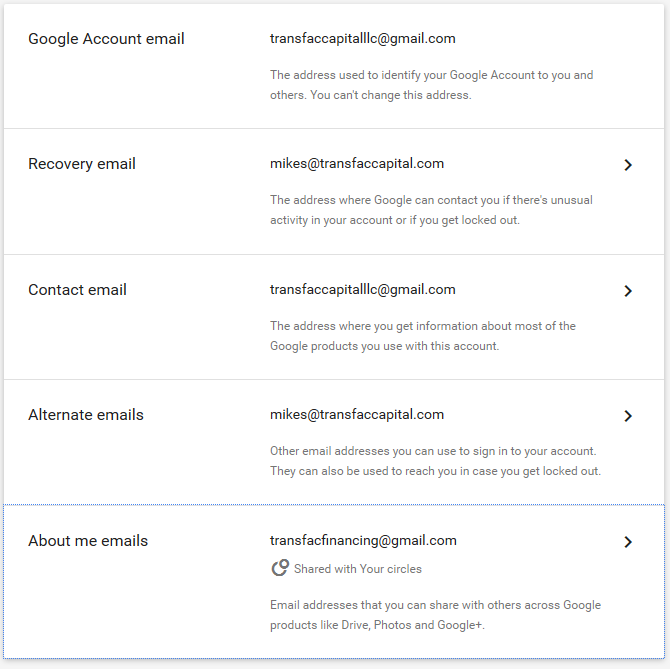 Google Account email
transfaccapitalllc@gmail.com
The address used to identify your Google Account to you and
others. You can't change this address.
Recovery email
mikes@transfaccapital.com
The address where Google can contact you if there's unusual
activity in your account or if you get locked out.
Contact email
transfaccapitalllc@gmail.com
The address where you get information about most of the
Google products you use with this account.
Alternate emails
mikes@transfaccapital.com
Other email addresses you can use to sign in to your account.
They can also be used to reach you in case you get locked out.
About me emails
transfacfinancing@gmail.com
Shared with Your circles
Email addresses that you can share with others across Google
products like Drive, Photos and Google+.